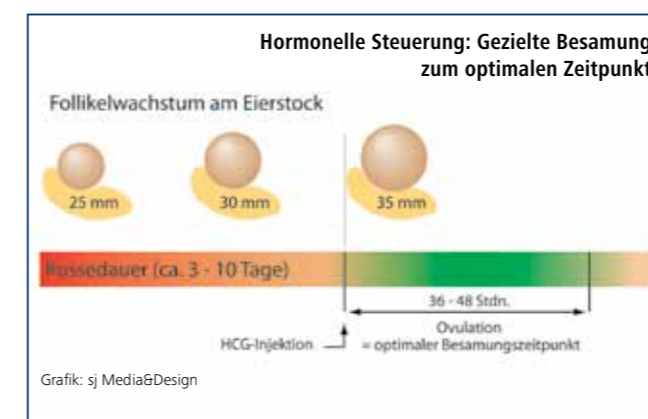 Hormonelle Steuerung: Gezielte Besamung
zum optimalen Zeitpunkt
Follikelwachstum am Eierstock
25 mm
30 mm
35 mm
Rossedauer (ca. 3 - 10 Tage)
36 - 48 Stdn.
HCG-Injektion
Ovulation
= optimaler Besamungszeitpunkt
Grafik: sj Media&Design